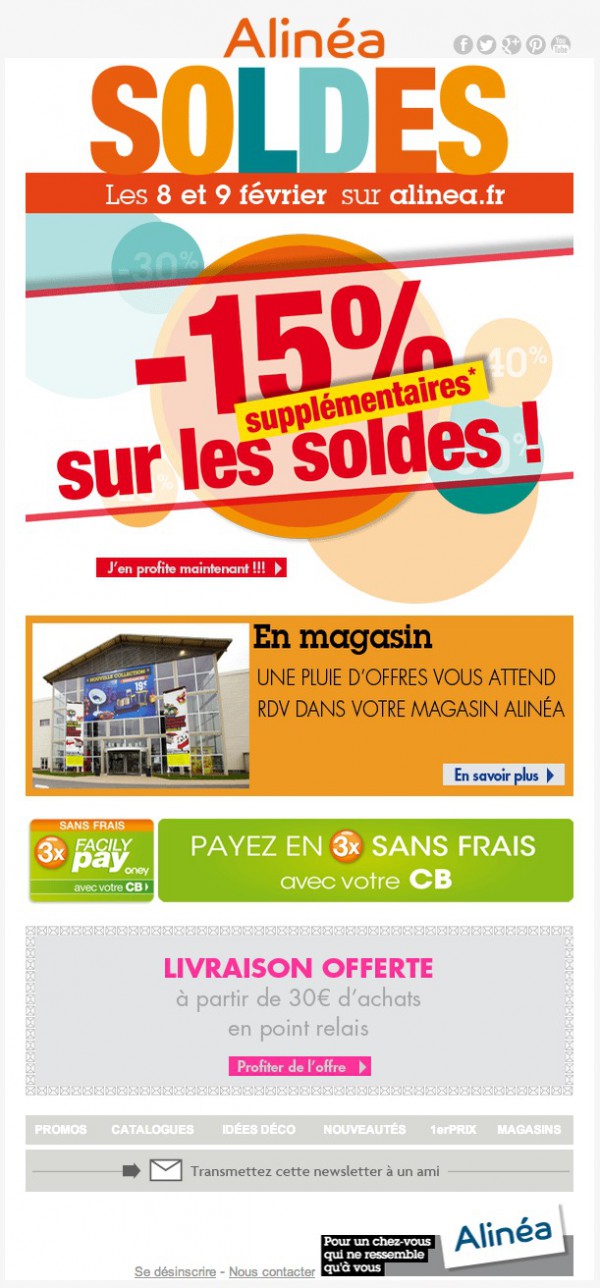 Alinéa
You Tube
SOLDES
Les 8 et 9 février sur alinea.fr
-30%
-15%
40%
supplémentaires*
sur les soldes !
J'en profite maintenant !!!
En magasin
NOUVELLE COLLECTION
UNE PLUIE D'OFFRES VOUS ATTEND
RDV DANS VOTRE MAGASIN ALINÉA
En savoir plus
SANS FRAIS
3x FACILY
pay
oney
avec votre CB
PAYEZ EN 3x SANS FRAIS
avec votre CB
LIVRAISON OFFERTE
à partir de 30€ d'achats
en point relais
Profiter de l'offre
PROMOS CATALOGUES IDÉES DÉCO NOUVEAUTÉS 1erPRIX MAGASINS
Transmettez cette newsletter à un ami
Pour un chez-vous
qui ne ressemble
qu'à vous
Alinéa
Se désinscrire - Nous contacter